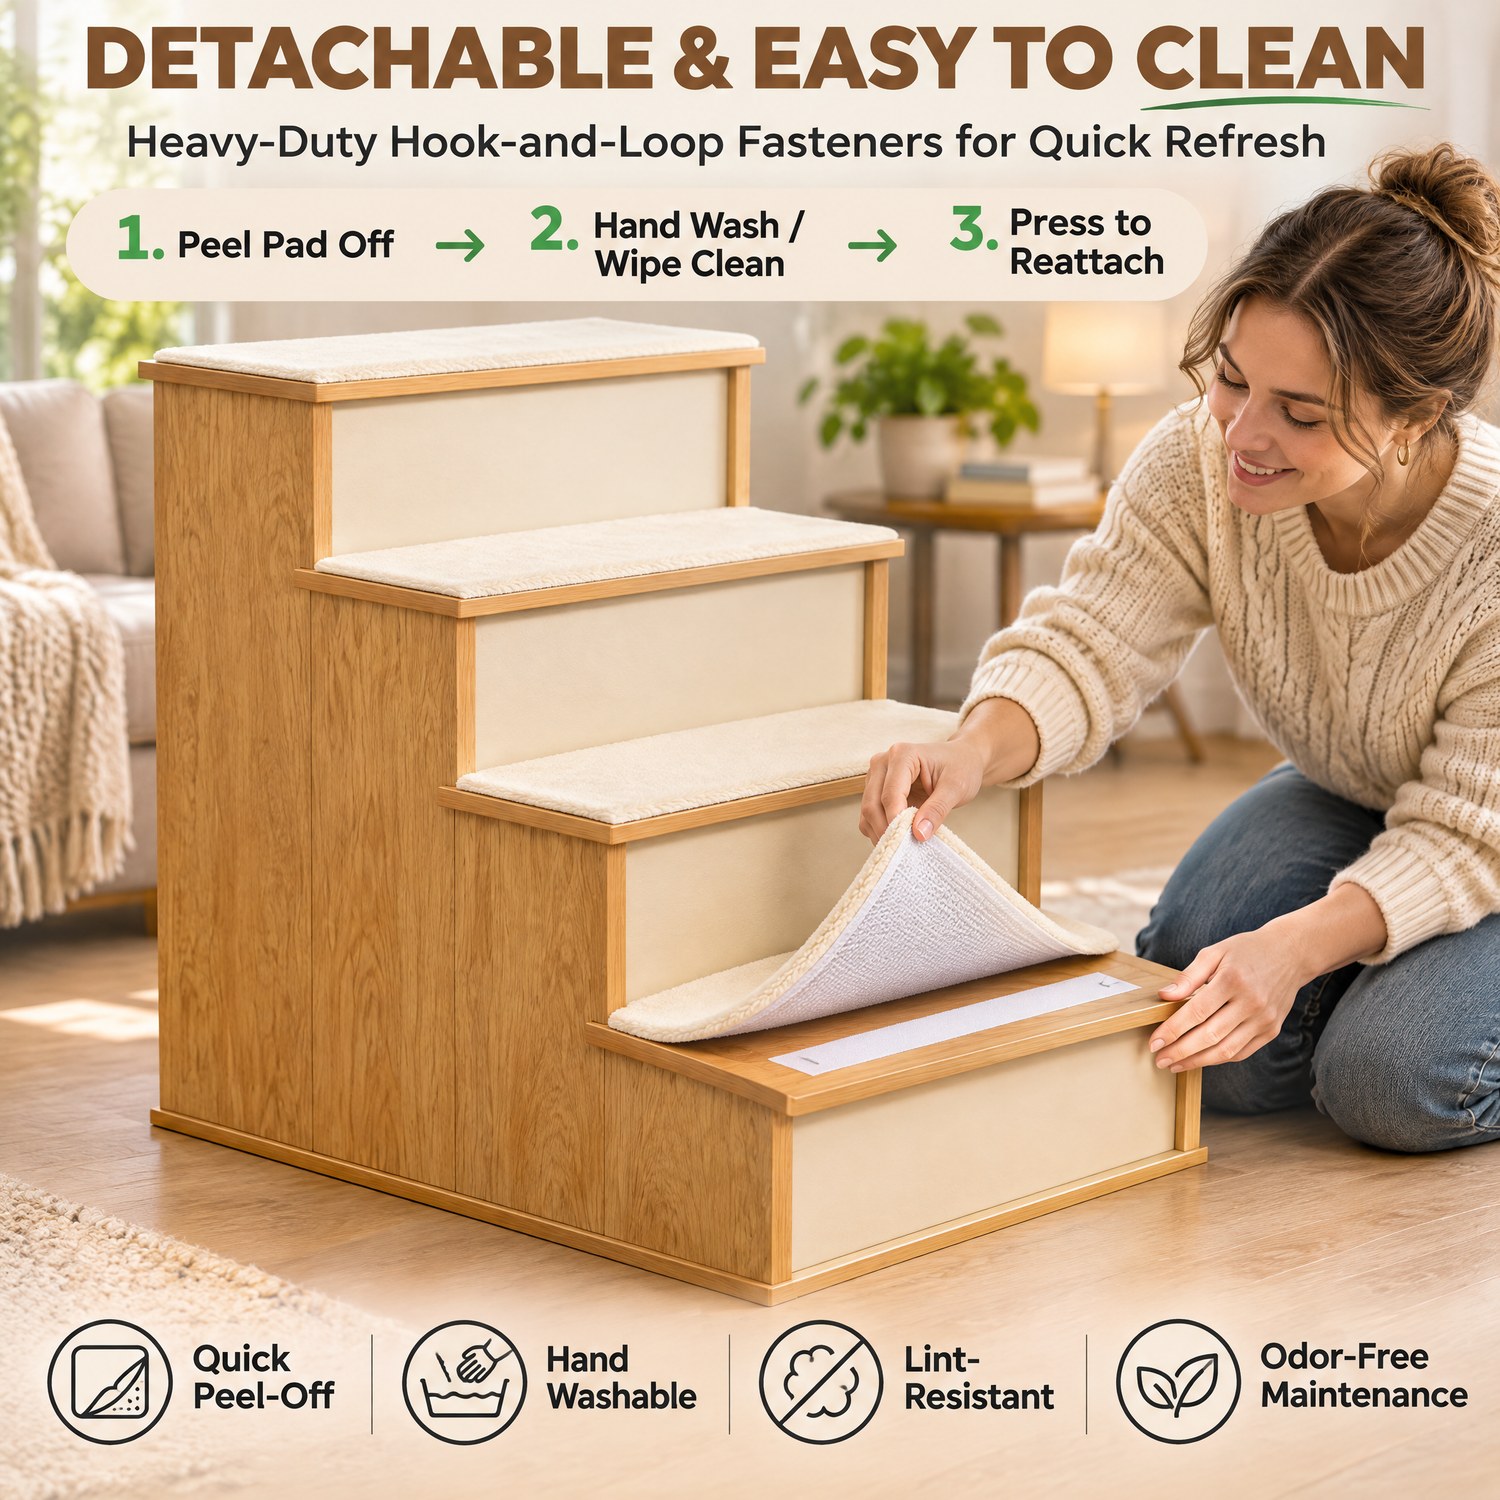 DETACHABLE & EASY TO CLEAN
Heavy-Duty Hook-and-Loop Fasteners for Quick Refresh
1. Peel Pad Off → 2. Hand Wash /
Wipe Clean → 3. Press to
Reattach
Quick
Peel-Off
Hand
Washable
Lint-
Resistant
Odor-Free
Maintenance